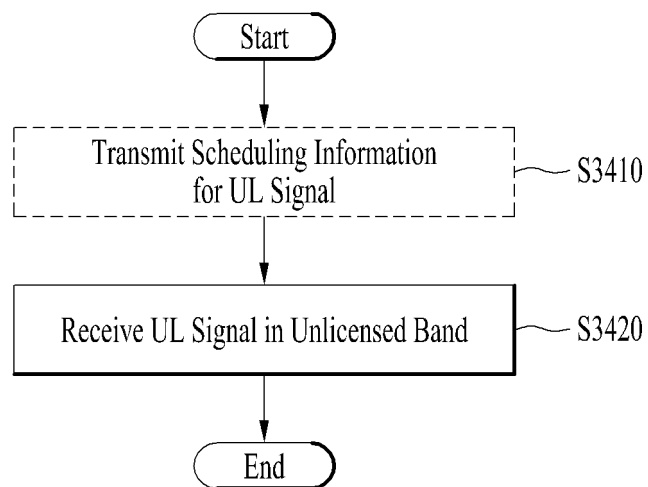 Start
Transmit Scheduling Information
for UL Signal
S3410
Receive UL Signal in Unlicensed Band
S3420
End